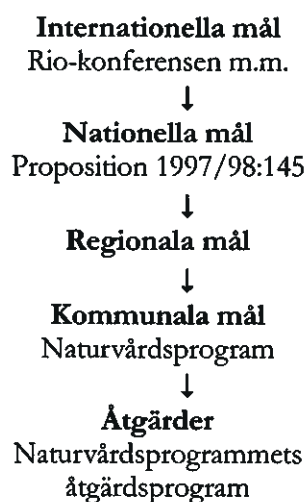 Internationella mål
Rio-konferensen m.m.
↓
Nationella mål
Proposition 1997/98:145
↓
Regionala mål
↓
Kommunala mål
Naturvårdsprogram
↓
Åtgärder
Naturvårdsprogrammets
åtgärdsprogram